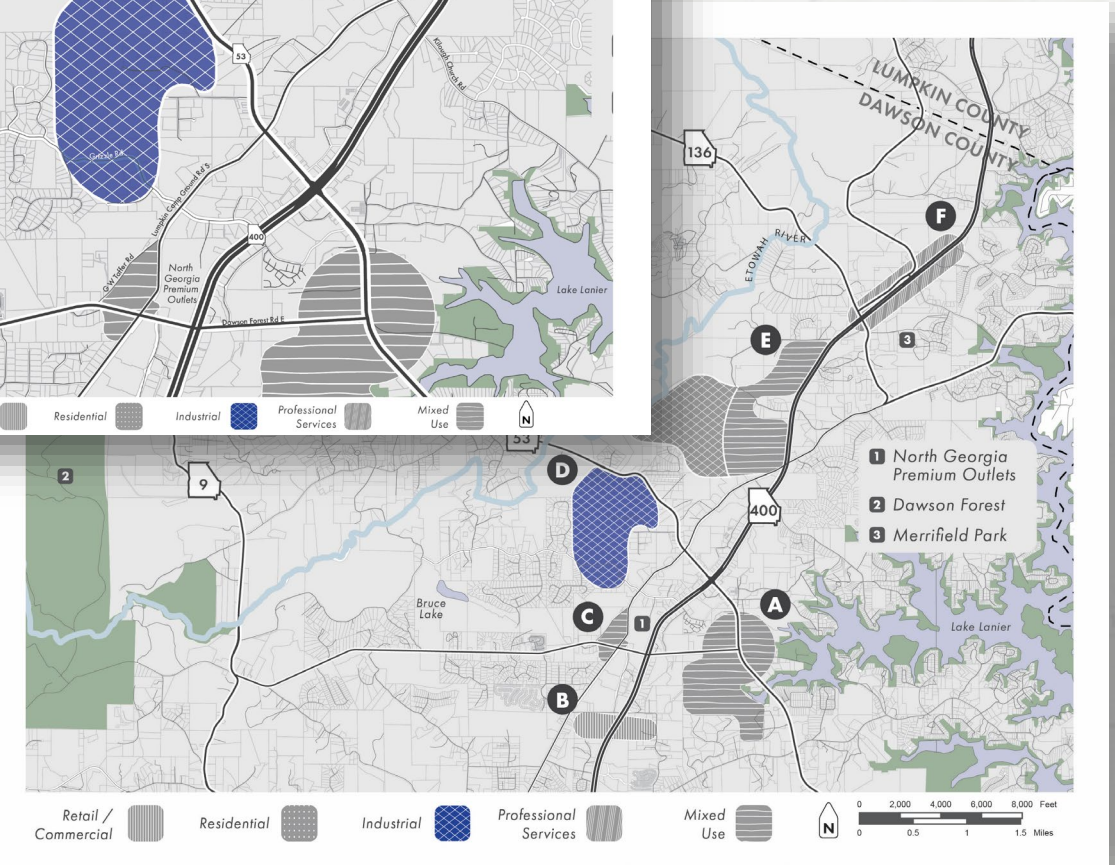 53
Kilough Church Rd
Grizzle Rd
Lumpkin Camp Ground Rd S
400
G W Taffer Rd
North
Georgia
Premium
Outlets
Dawson Forest Rd E
Lake Lanier
Residential
Industrial
Professional
Services
Mixed
Use
N
LUMPKIN COUNTY
DAWSON COUNTY
136
F
ETOWAH RIVER
E
3
53
D
2
9
400
1 North Georgia
Premium Outlets
2 Dawson Forest
3 Merrifield Park
Bruce
Lake
C
1
A
Lake Lanier
B
Retail /
Commercial
Residential
Industrial
Professional
Services
Mixed
Use
N
0 2,000 4,000 6,000 8,000 Feet
0 0.5 1 1.5 Miles